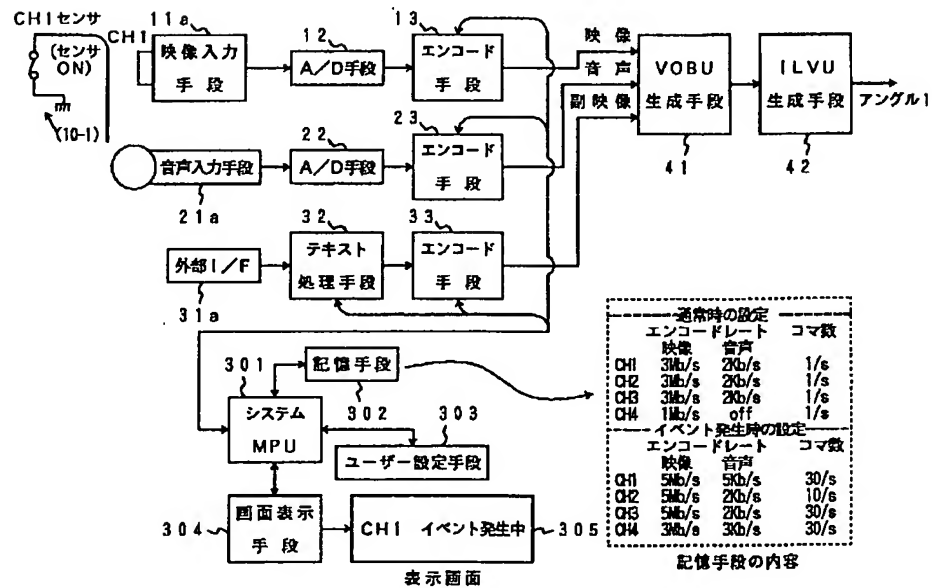 CH1センサ
(センサ
ON)
(10-1)
CH1
11a
映像入力
手段
12
A/D手段
13
エンコード
手段
映像
音声
副映像
VOBU
生成手段
41
ILVU
生成手段
42
アングル1
音声入力手段
21a
22
A/D手段
23
エンコード
手段
外部I/F
31a
32
テキスト
処理手段
33
エンコード
手段
301
システム
MPU
記憶手段
302
303
ユーザー設定手段
304
画面表示
手段
CH1 イベント発生中
305
表示画面
通常時の設定
エンコードレート コマ数
映像 音声
CH1 3Mb/s 2Kb/s 1/s
CH2 3Mb/s 2Kb/s 1/s
CH3 3Mb/s 2Kb/s 1/s
CH4 1Mb/s off 1/s
イベント発生時の設定
エンコードレート コマ数
映像 音声
CH1 5Mb/s 5Kb/s 30/s
CH2 5Mb/s 2Kb/s 10/s
CH3 5Mb/s 2Kb/s 30/s
CH4 3Mb/s 3Kb/s 30/s
記憶手段の内容